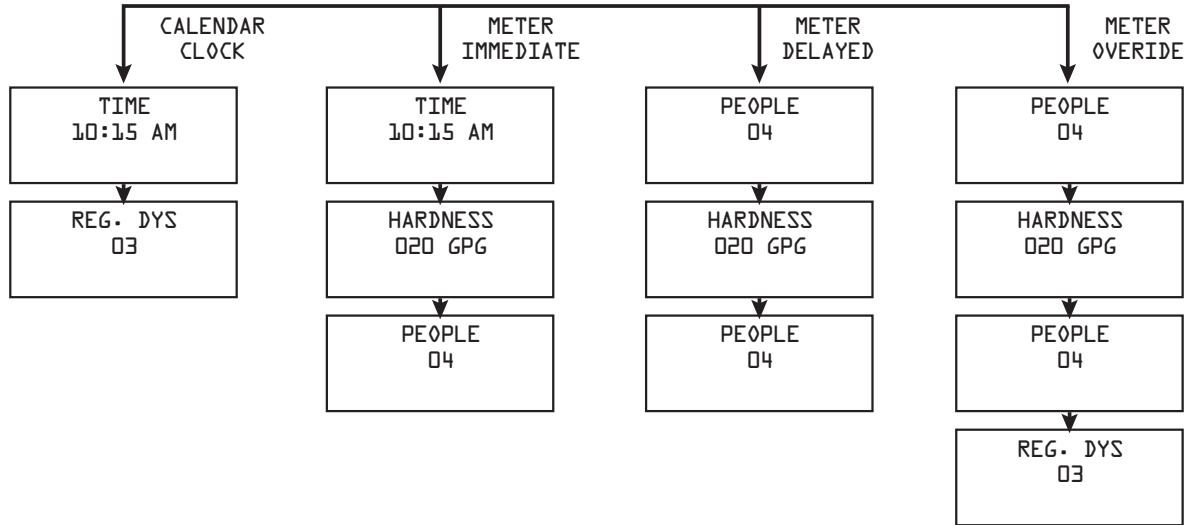 CALENDAR
CLOCK
METER
IMMEDIATE
METER
DELAYED
METER
OVERIDE
TIME
10:15 AM
REG. DYS
03
TIME
10:15 AM
HARDNESS
020 GPG
PEOPLE
04
PEOPLE
04
HARDNESS
020 GPG
PEOPLE
04
PEOPLE
04
HARDNESS
020 GPG
PEOPLE
04
REG. DYS
03